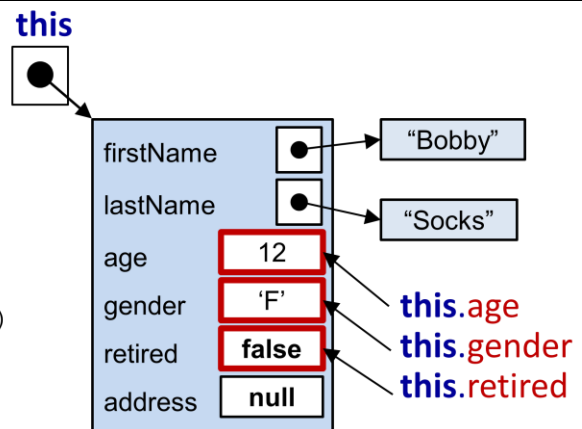 this
firstName “Bobby”
lastName “Socks”
age 12
gender ‘F’
retired false
address null
this.age
this.gender
this.retired
)